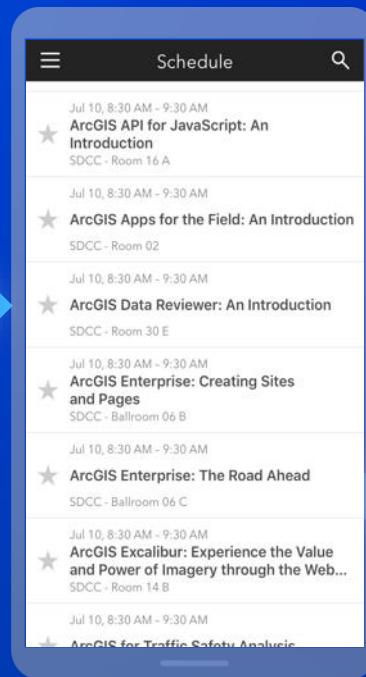 Schedule
Jul 10, 8:30 AM - 9:30 AM
ArcGIS API for JavaScript: An
Introduction
SDCC - Room 16 A
Jul 10, 8:30 AM - 9:30 AM
ArcGIS Apps for the Field: An Introduction
SDCC - Room 02
Jul 10, 8:30 AM - 9:30 AM
ArcGIS Data Reviewer: An Introduction
SDCC - Room 30 E
Jul 10, 8:30 AM - 9:30 AM
ArcGIS Enterprise: Creating Sites
and Pages
SDCC - Ballroom 06 B
Jul 10, 8:30 AM - 9:30 AM
ArcGIS Enterprise: The Road Ahead
SDCC - Ballroom 06 C
Jul 10, 8:30 AM - 9:30 AM
ArcGIS Excalibur: Experience the Value
and Power of Imagery through the Web...
SDCC - Room 14 B
Jul 10, 8:30 AM - 9:30 AM
ArcGIS for Traffic Safety Analysis